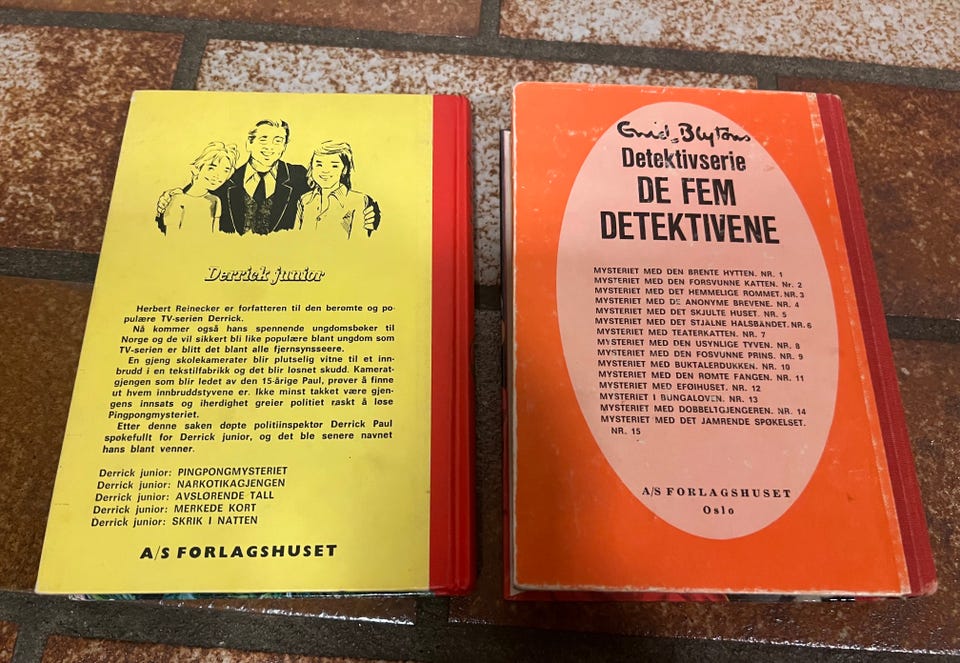 Derrick junior
Herbert Reinecker er forfatteren til den berømte og po-
pulære TV-serien Derrick.
Nå kommer også hans spennende ungdomsbøker til
Norge og de vil sikkert bli like populære blant ungdom som
TV-serien er blitt det blant alle fjernsynsseere.
En gjeng skolekamerater blir plutselig vitne til et inn-
brudd i en tekstilfabrikk og det blir løsnet skudd. Kamerat-
gjengen som blir ledet av den 15-årige Paul, prøver å finne
ut hvem innbruddstyvene er. Ikke minst takket være gjen-
gens innsats og iherdighet greier politiet raskt å løse
Pingpongmysteriet.
Etter denne saken døpte politiinspektor Derrick Paul
spøkefullt for Derrick junior, og det ble senere navnet
hans blant venner.
Derrick junior: PINGPONGMYSTERIET
Derrick junior: NARKOTIKAGJENGEN
Derrick junior: AVSLØRENDE TALL
Derrick junior: MERKEDE KORT
Derrick junior: SKRIK I NATTEN
A/S FORLAGSHUSET
Enid Blytons
Detektivserie
DE FEM
DETEKTIVENE
MYSTERIET MED DEN BRENTE HYTTEN. NR. 1
MYSTERIET MED DEN FORSVUNNE KATTEN. Nr. 2
MYSTERIET MED DET HEMMELIGE ROMMET. NR. 3
MYSTERIET MED DE ANONYME BREVENE. NR. 4
MYSTERIET MED DET SKJULTE HUSET. NR. 5
MYSTERIET MED DET STJÅLNE HALSBÅNDET. NR. 6
MYSTERIET MED TEATERKATTEN. NR. 7
MYSTERIET MED DEN USYNLIGE TYVEN. NR. 8
MYSTERIET MED DEN FOSVUNNE PRINS. NR. 9
MYSTERIET MED BUKTALERDUKKEN. NR. 10
MYSTERIET MED DEN RØMTE FANGEN. NR. 11
MYSTERIET MED EFØIHUSET. NR. 12
MYSTERIET I BUNGALOVEN. NR. 13
MYSTERIET MED DOBBELTGJENGEREN. NR. 14
MYSTERIET MED DET JAMRENDE SPØKELSET.
NR. 15
A/S FORLAGSHUSET
Oslo